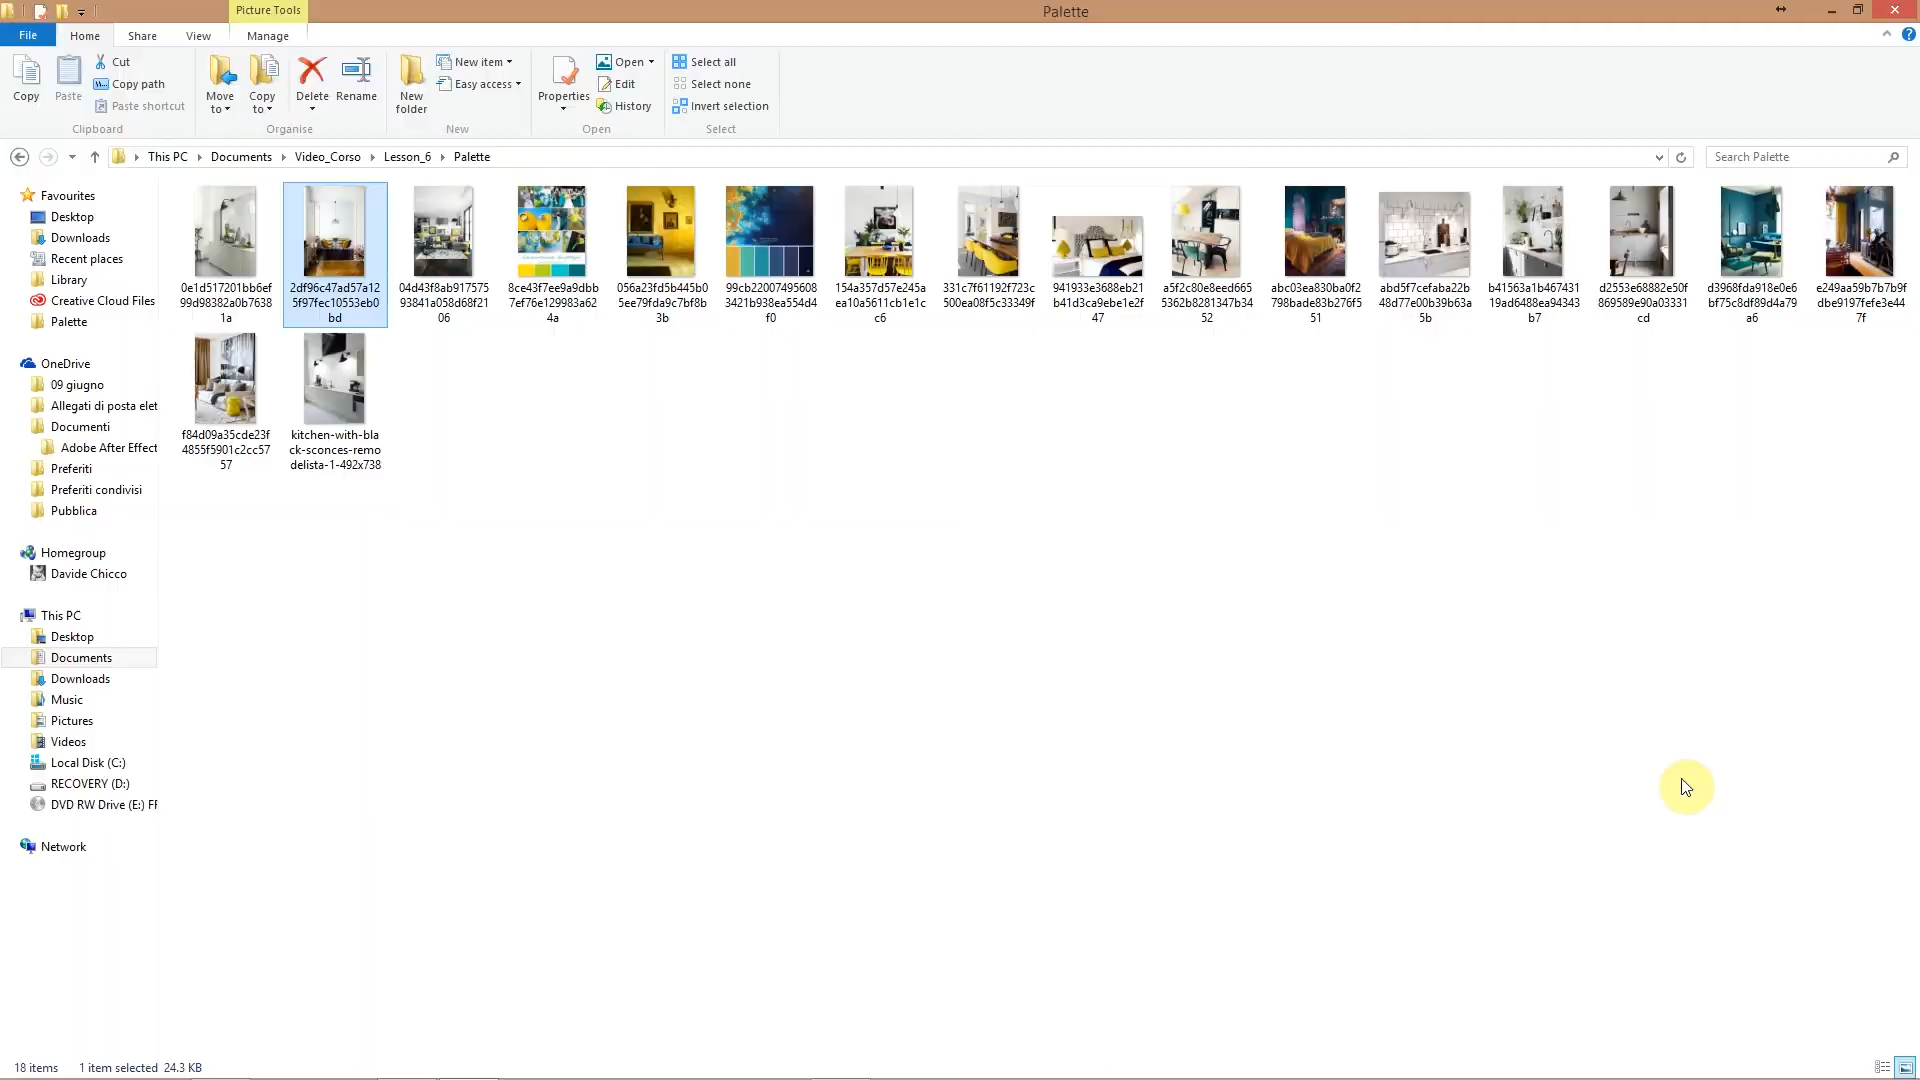 Picture Tools
Palette
File
Home
Share
View
Manage
Copy
Paste
Cut
Copy path
Paste shortcut
Clipboard
Move to
Copy to
Delete
Rename
Organise
New folder
New item
Easy access
New
Properties
Open
Edit
History
Open
Select all
Select none
Invert selection
Select
This PC
Documents
Video_Corso
Lesson_6
Palette
Search Palette
Favourites
Desktop
Downloads
Recent places
Library
Creative Cloud Files
Palette
OneDrive
09 giugno
Allegati di posta elet
Documenti
Adobe After Effect
Preferiti
Preferiti condivisi
Pubblica
Homegroup
Davide Chicco
This PC
Desktop
Documents
Downloads
Music
Pictures
Videos
Local Disk (C:)
RECOVERY (D:)
DVD RW Drive (E:) FF
Network
0e1d517201bb6ef
99d98382a0b7638
1a
2df96c47ad57a12
5f97fec10553eb0
bd
04d43f8ab917575
93841a058d68f21
06
8ce43f7ee9a9dbb
7ef76e129983a62
4a
056a23fd5b445b0
5ee79fda9c7bf8b
3b
99cb22007495608
3421b938ea554d4
f0
154a357d57e245a
ea10a5611cb1e1c
c6
331c7f61192f723c
500ea08f5c33349f
941933e3688eb21
b41d3ca9ebe1e2f
47
a5f2c80e8eed665
5362b8281347b34
52
abc03ea830ba0f2
798bade83b276f5
51
abd5f7cefaba22b
48d77e00b39b63a
5b
b41563a1b467431
19ad6488ea94343
b7
d2553e68882e50f
869589e90a03331
cd
d3968fda918e0e6
bf75c8df89d4a79
a6
e249aa59b7b7b9f
dbe9197fefe3e44
7f
f84d09a35cde23f
4855f5901c2cc57
57
kitchen-with-bla
ck-sconces-remo
delista-1-492x738
18 items
1 item selected 24.3 KB